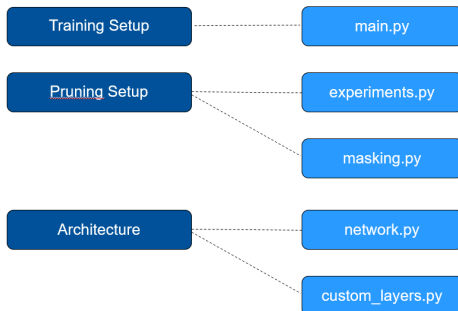 Training Setup
main.py
Pruning Setup
experiments.py
masking.py
Architecture
network.py
custom_layers.py